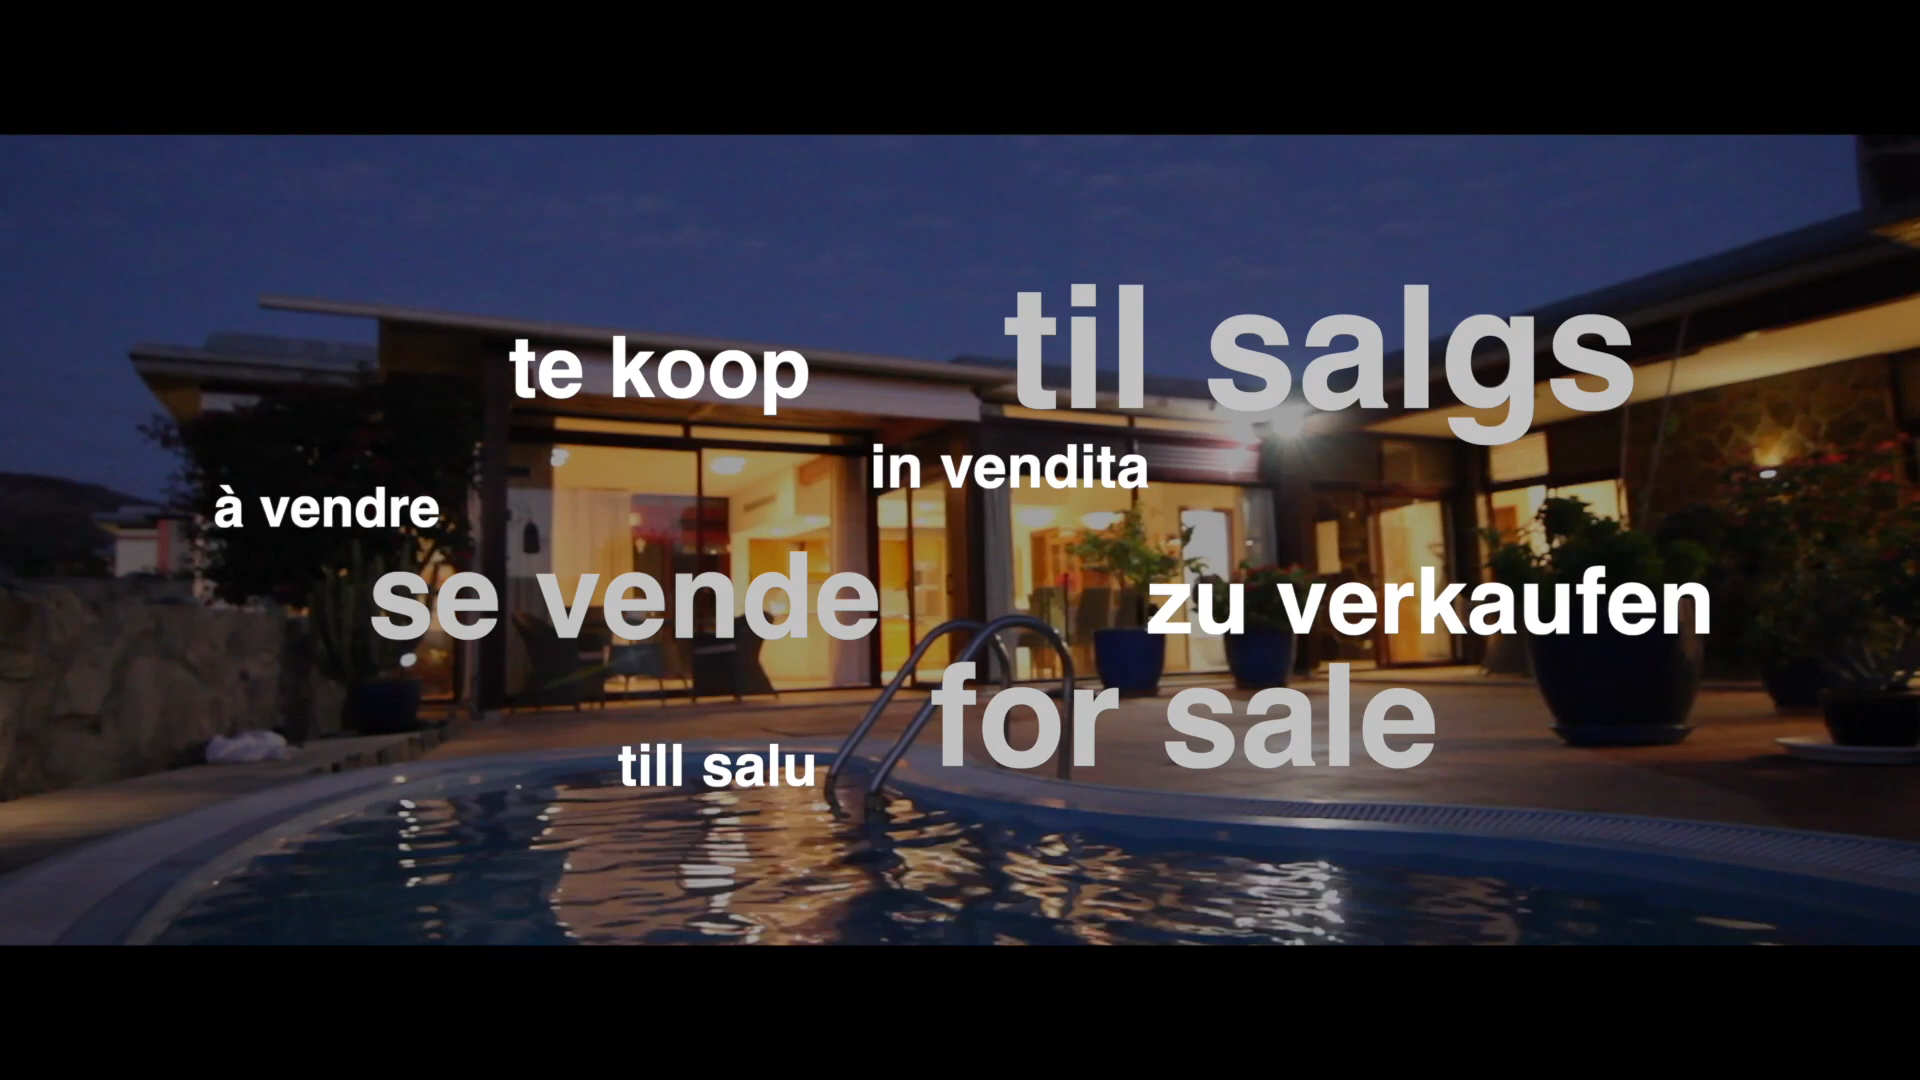 til salgs
te koop
in vendita
à vendre
se vende
zu verkaufen
for sale
till salu